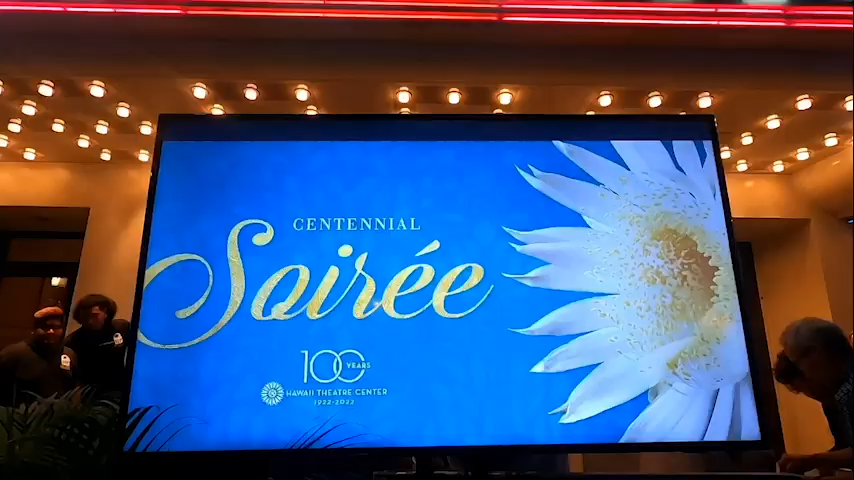 CENTENNIAL
Soirée
100 YEARS
HAWAII THEATRE CENTER
1922-2022